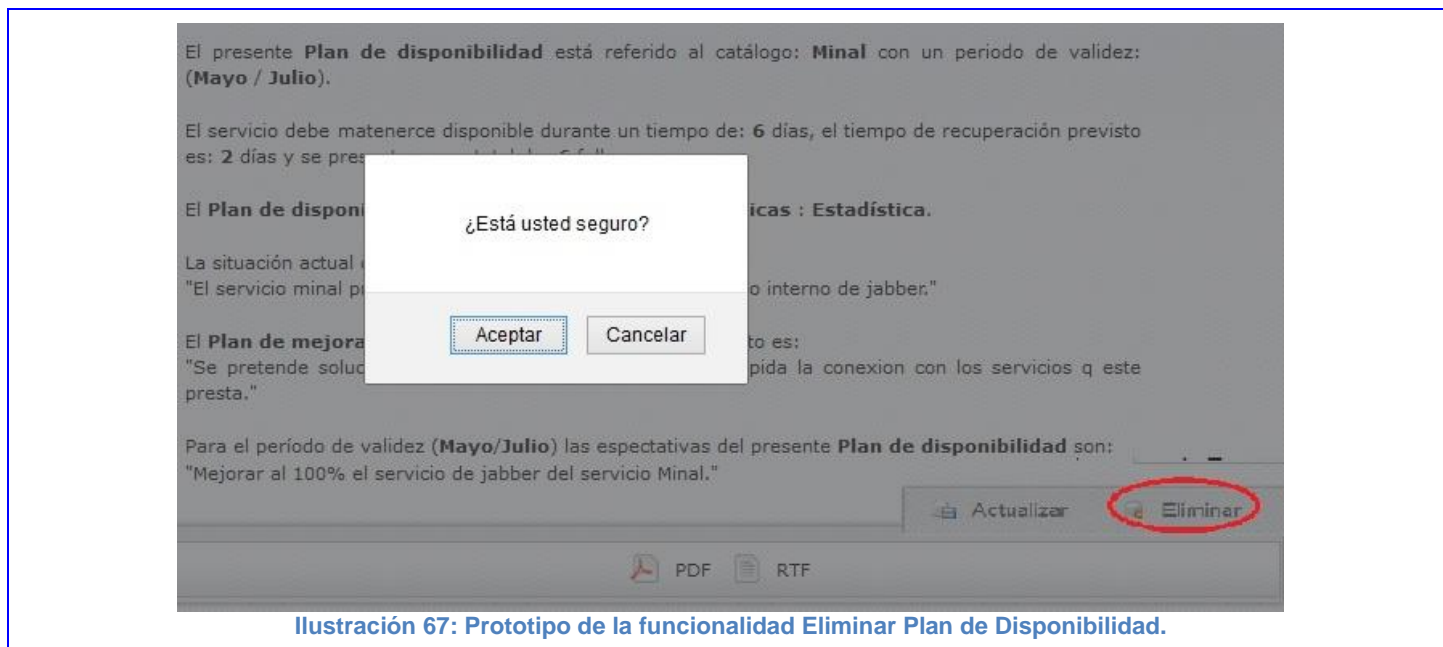 El presente Plan de disponibilidad está referido al catálogo: Minal con un periodo de validez:
(Mayo / Julio).
El servicio debe matenerce disponible durante un tiempo de: 6 días, el tiempo de recuperación previsto
es: 2 días y se
El Plan de icas : Estadística.
La situación actual
"El servicio minal o interno de jabber."
El Plan de mejora to es:
"Se pretende pida la conexion con los servicios q este
presta."
¿Está usted seguro?
Aceptar Cancelar
Para el período de validez (Mayo/Julio) las espectativas del presente Plan de disponibilidad son:
"Mejorar al 100% el servicio de jabber del servicio Minal."
Actualizar Eliminar
PDF RTF
Ilustración 67: Prototipo de la funcionalidad Eliminar Plan de Disponibilidad.